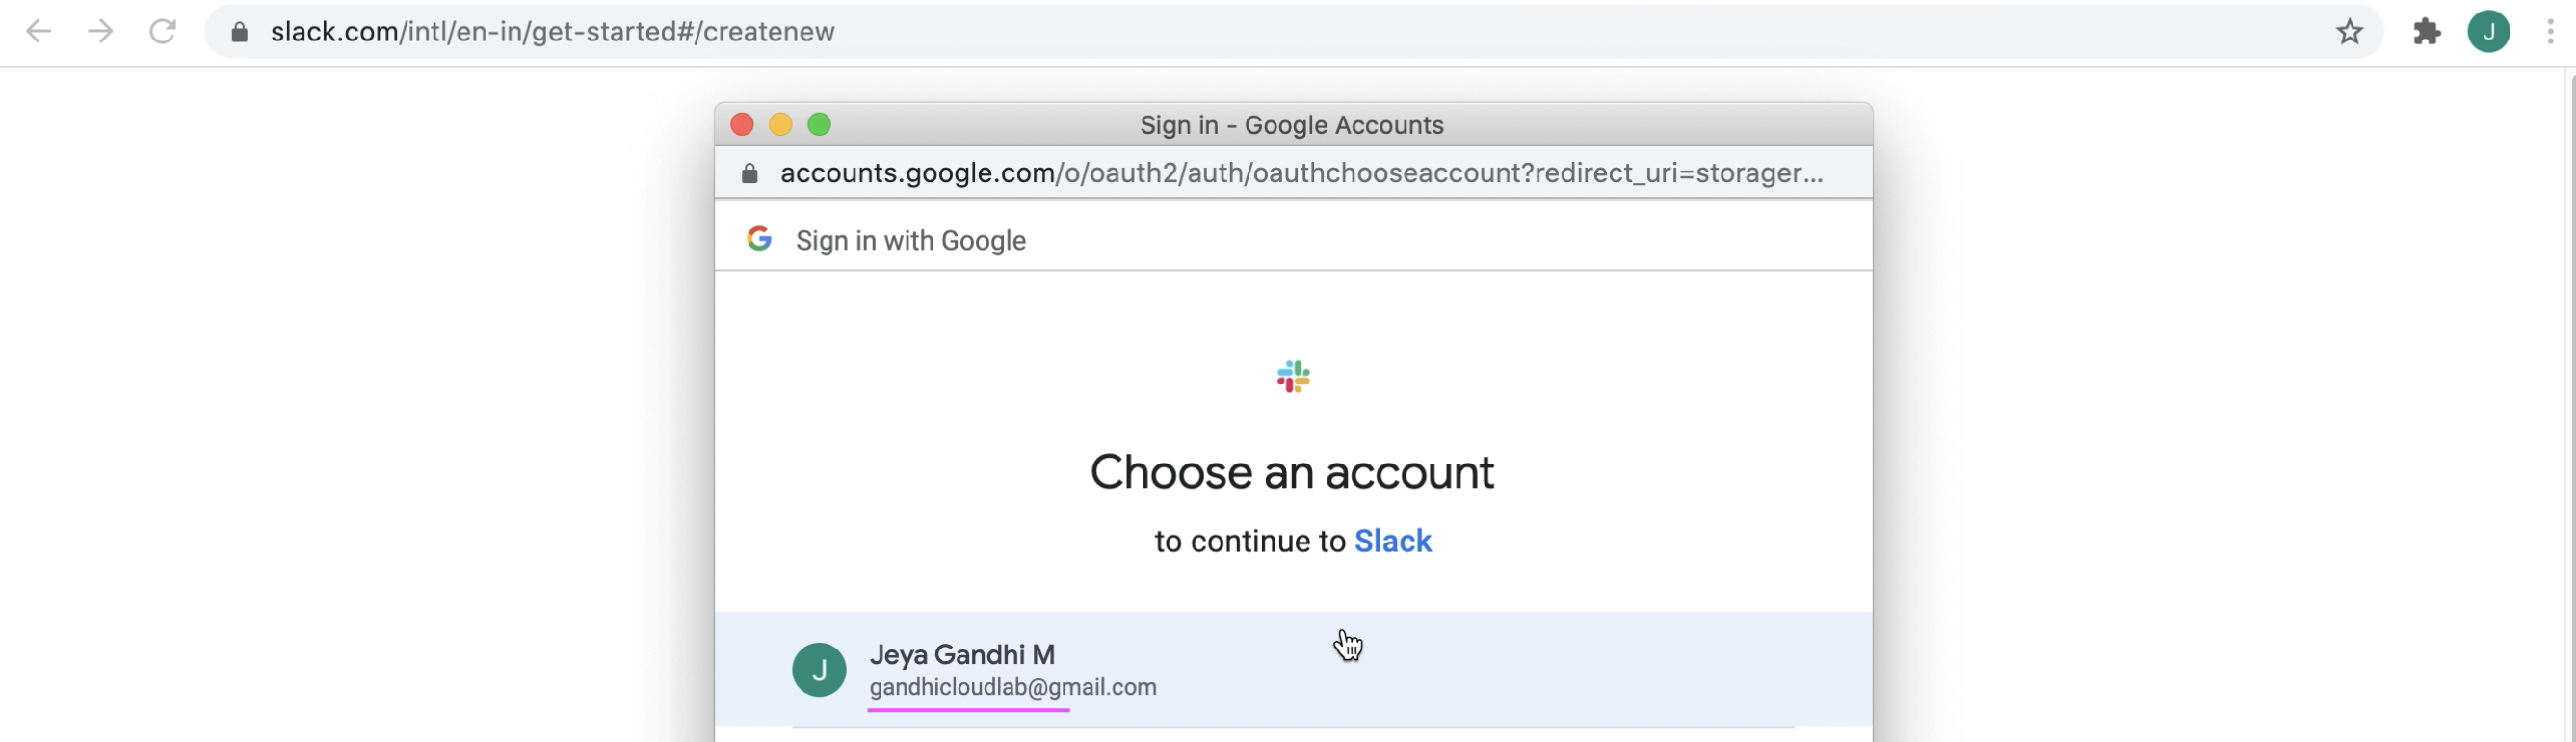 slack.com/intl/en-in/get-started#/createnew
J
Sign in - Google Accounts
accounts.google.com/o/oauth2/auth/oauthchooseaccount?redirect_uri=storager...
Sign in with Google
Choose an account
to continue to Slack
J
Jeya Gandhi M
gandhicloudlab@gmail.com